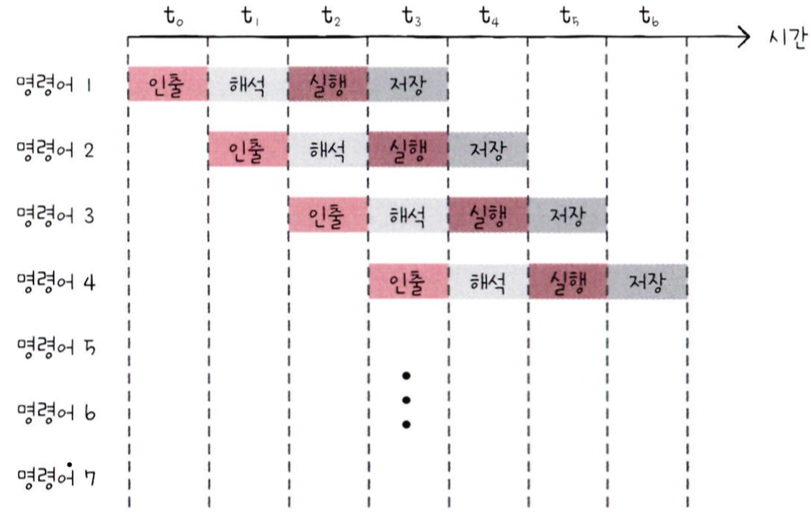 t₀ t₁ t₂ t₃ t₄ t₅ t₆
시간
명령어 1 인출 해석 실행 저장
명령어 2 인출 해석 실행 저장
명령어 3 인출 해석 실행 저장
명령어 4 인출 해석 실행 저장
명령어 5
명령어 6
명령어 7